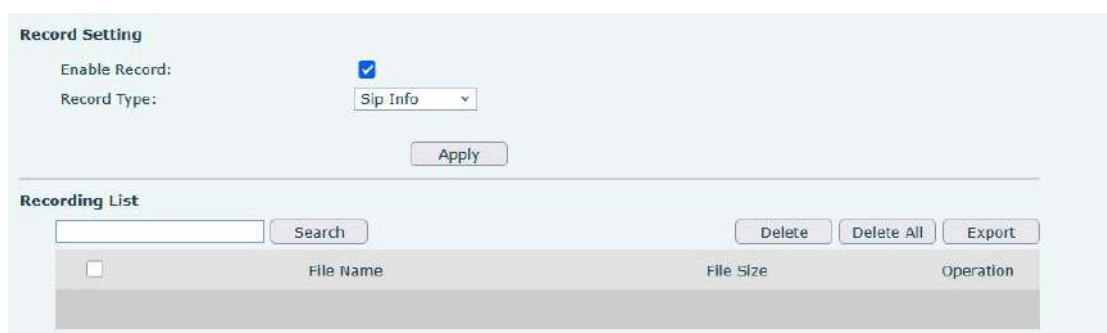 Record Setting
Enable Record:
Record Type: Sip Info
Apply
Recording List
Search Delete Delete All Export
File Name File Size Operation